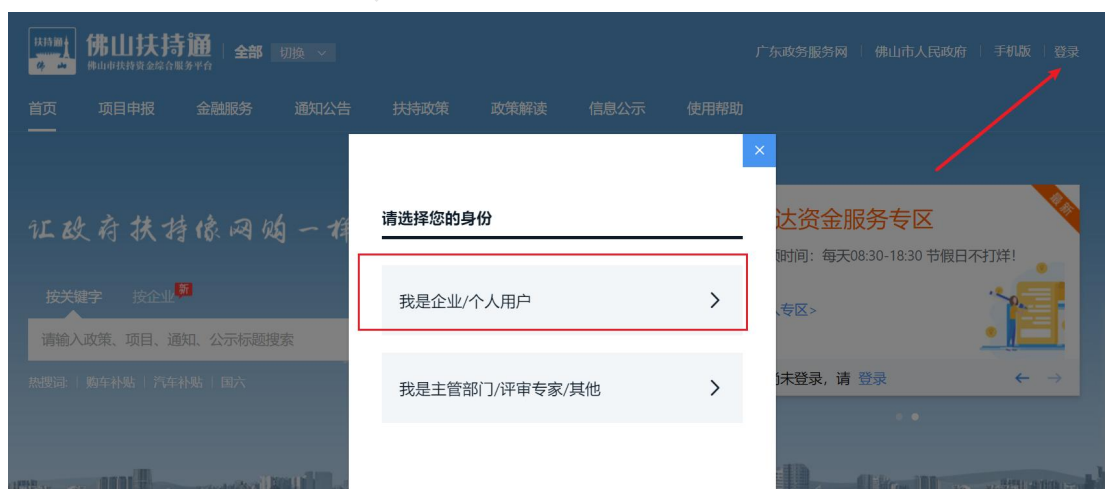 扶持通
佛山
佛山扶持通
佛山市扶持资金综合服务平台
全部 切换
广东政务服务网 佛山市人民政府 手机版 登录
首页 项目申报 金融服务 通知公告 扶持政策 政策解读 信息公示 使用帮助
×
请选择您的身份
让政府扶持像网购一样
达资金服务专区
最新
时间：每天08:30-18:30 节假日不打烊！
按关键字 按企业 新
我是企业/个人用户
专区>
请输入政策、项目、通知、公示标题搜索
热搜词: 购车补贴 汽车补贴 国六
我是主管部门/评审专家/其他
未登录，请 登录